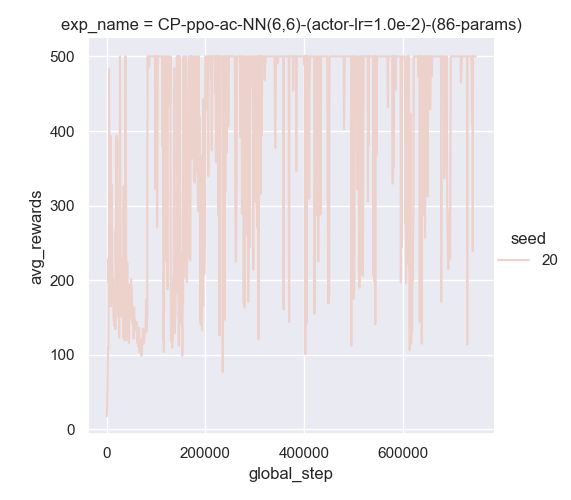 exp_name = CP-ppo-ac-NN(6,6)-(actor-lr=1.0e-2)-(86-params)
500
400
300
200
100
0
avg_rewards
0 200000 400000 600000
global_step
seed
20